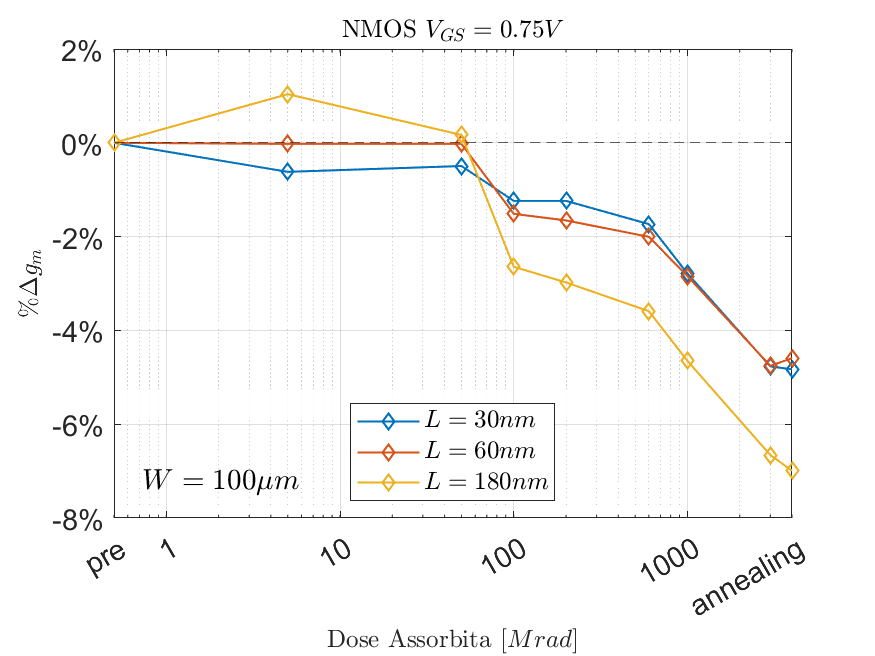 NMOS V_GS = 0.75V
2%
0%
-2%
-4%
-6%
-8%
%Δg_m
L = 30nm
L = 60nm
L = 180nm
W = 100μm
pre 1 10 100 1000 annealing
Dose Assorbita [Mrad]